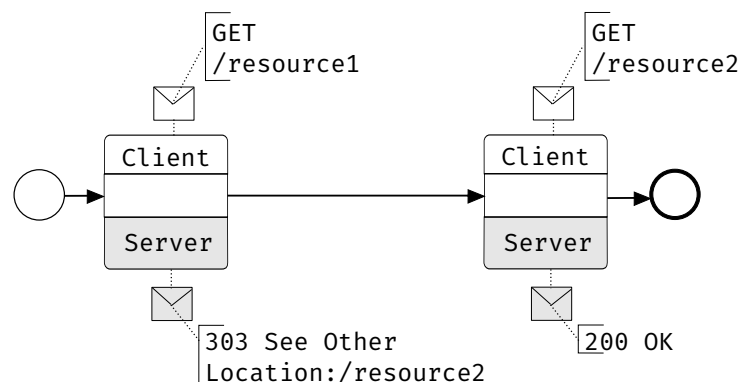 GET
/resource1
GET
/resource2
Client
Client
Server
Server
303 See Other
Location:/resource2
200 OK